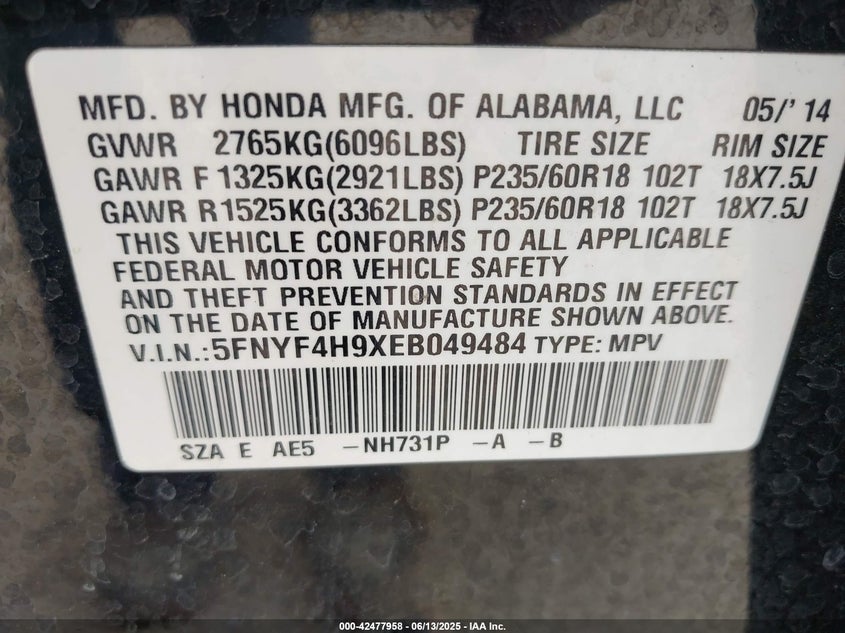 MFD. BY HONDA MFG. OF ALABAMA, LLC 05/' 14
GVWR 2765KG(6096LBS) TIRE SIZE RIM SIZE
GAWR F 1325KG(2921LBS) P235/60R18 102T 18X7.5J
GAWR R1525KG(3362LBS) P235/60R18 102T 18X7.5J
THIS VEHICLE CONFORMS TO ALL APPLICABLE
FEDERAL MOTOR VEHICLE SAFETY
AND THEFT PREVENTION STANDARDS IN EFFECT
ON THE DATE OF MANUFACTURE SHOWN ABOVE.
V.I.N.:5FNYF4H9XEB049484 TYPE: MPV
SZA E AE5 -NH731P -A -B
000-42477958 - 06/13/2025 - IAA Inc.